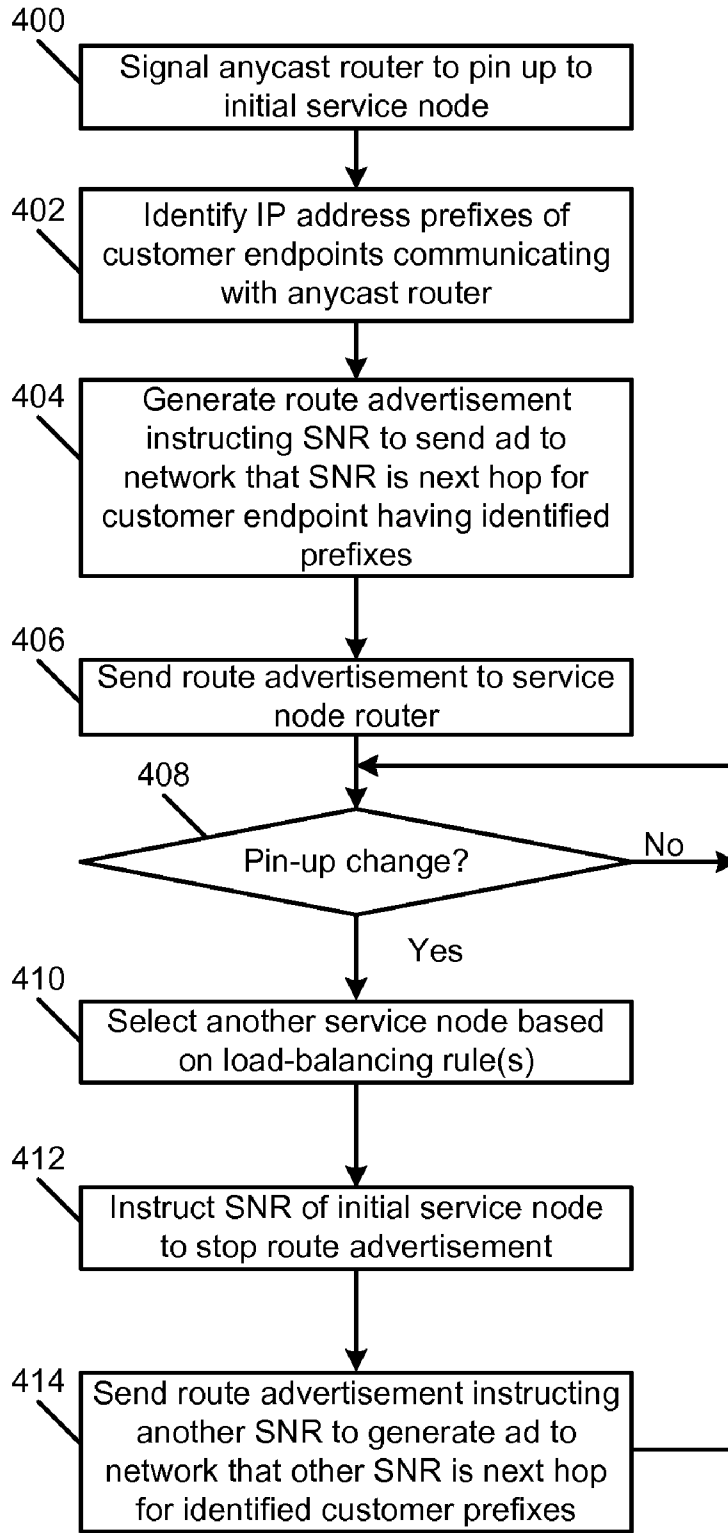 400
Signal anycast router to pin up to
initial service node
402
Identify IP address prefixes of
customer endpoints communicating
with anycast router
404
Generate route advertisement
instructing SNR to send ad to
network that SNR is next hop for
customer endpoint having identified
prefixes
406
Send route advertisement to service
node router
408
Pin-up change?
No
Yes
410
Select another service node based
on load-balancing rule(s)
412
Instruct SNR of initial service node
to stop route advertisement
414
Send route advertisement instructing
another SNR to generate ad to
network that other SNR is next hop
for identified customer prefixes